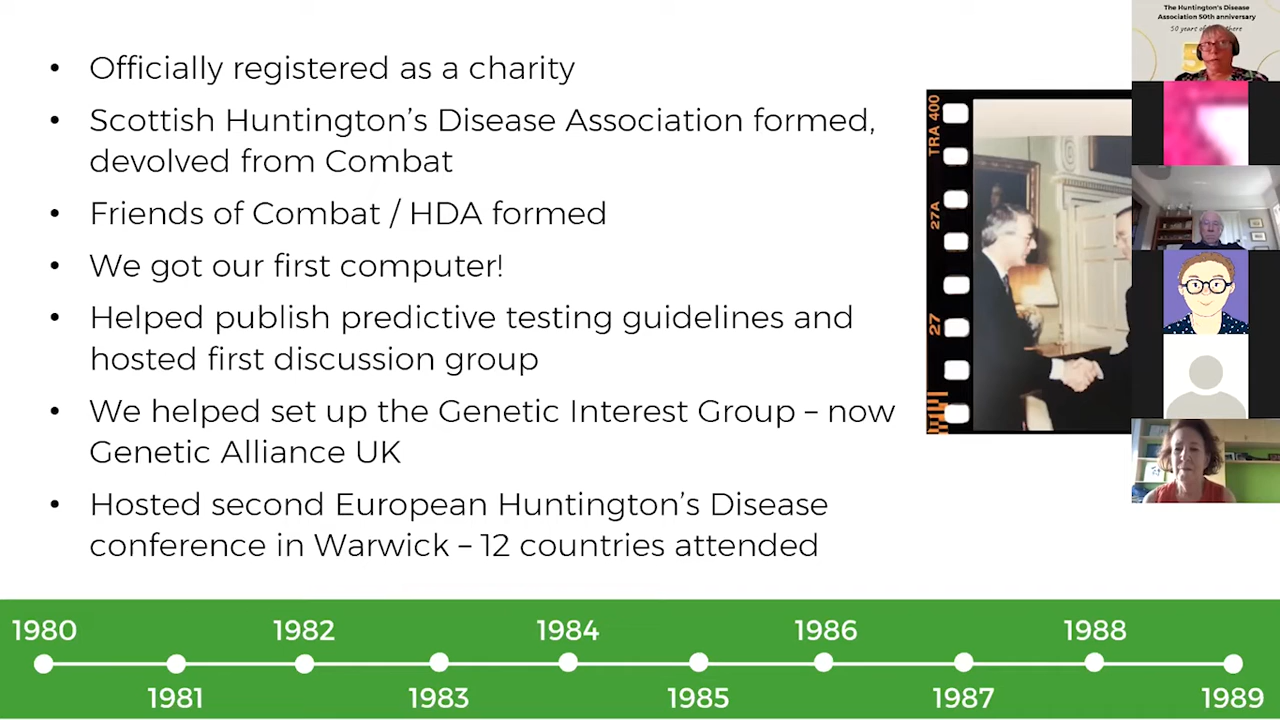 • Officially registered as a charity
• Scottish Huntington's Disease Association formed,
devolved from Combat
• Friends of Combat / HDA formed
• We got our first computer!
• Helped publish predictive testing guidelines and
hosted first discussion group
• We helped set up the Genetic Interest Group – now
Genetic Alliance UK
• Hosted second European Huntington's Disease
conference in Warwick – 12 countries attended
TRA 400
27A
27
The Huntington's Disease
Association 50th anniversary
50 years of
1980
1982
1984
1986
1988
1981
1983
1985
1987
1989